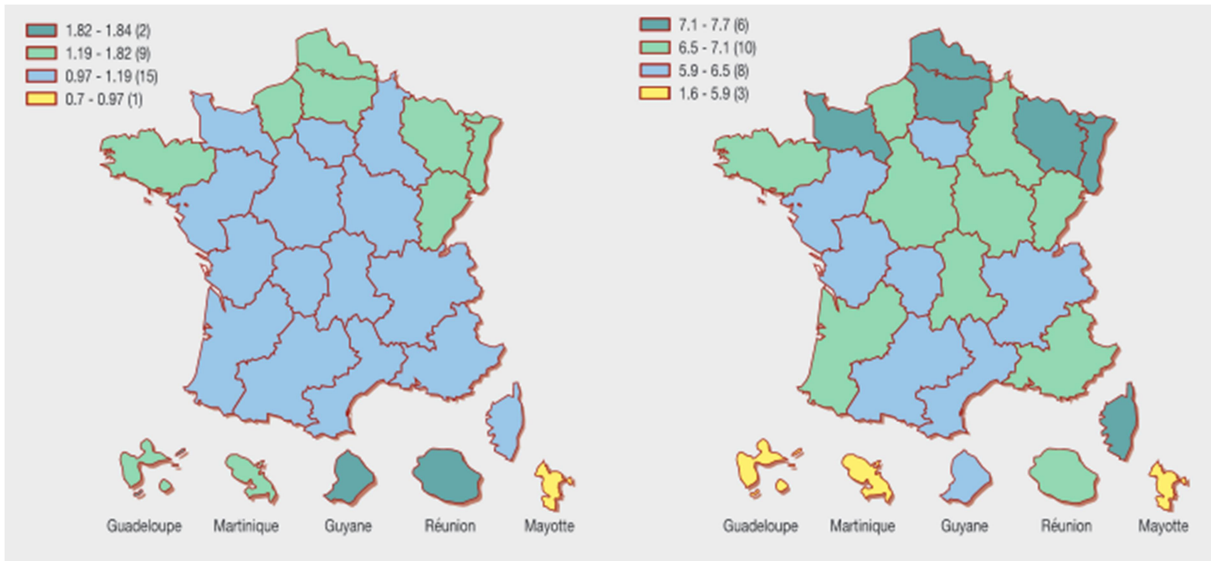 1.82 - 1.84 (2)
1.19 - 1.82 (9)
0.97 - 1.19 (15)
0.7 - 0.97 (1)
Guadeloupe Martinique Guyane Réunion Mayotte
7.1 - 7.7 (6)
6.5 - 7.1 (10)
5.9 - 6.5 (8)
1.6 - 5.9 (3)
Guadeloupe Martinique Guyane Réunion Mayotte